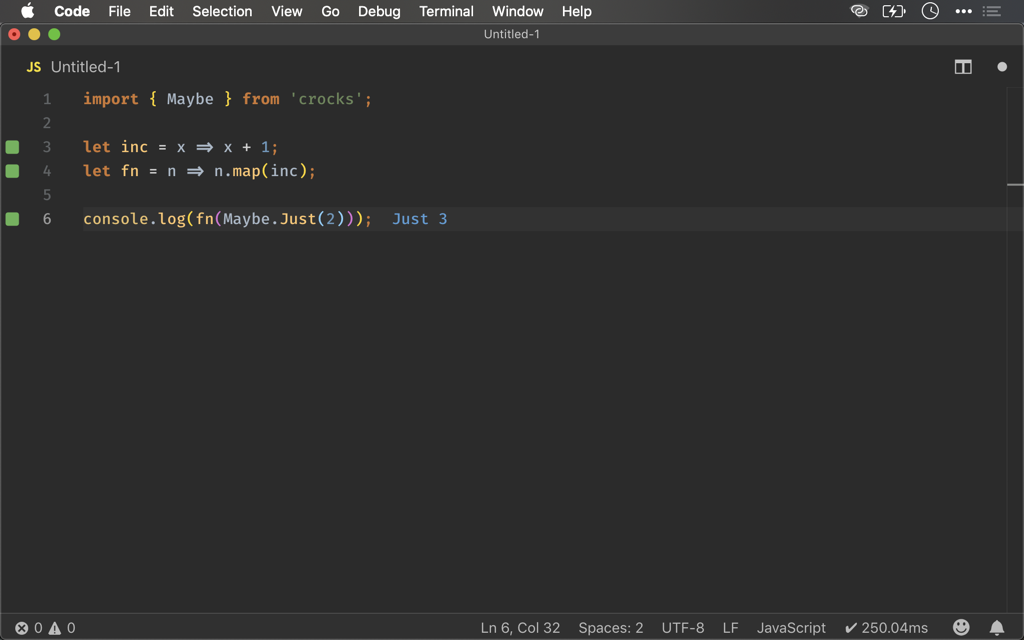 Code File Edit Selection View Go Debug Terminal Window Help
Untitled-1
JS Untitled-1
1 import { Maybe } from 'crocks';
2
3 let inc = x => x + 1;
4 let fn = n => n.map(inc);
5
6 console.log(fn(Maybe.Just(2))); Just 3
0 0 Ln 6, Col 32 Spaces: 2 UTF-8 LF JavaScript ✔ 250.04ms